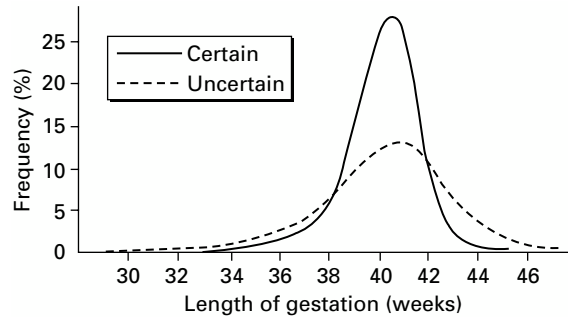 Frequency (%)
25
20
15
10
5
0
Certain
Uncertain
30 32 34 36 38 40 42 44 46
Length of gestation (weeks)